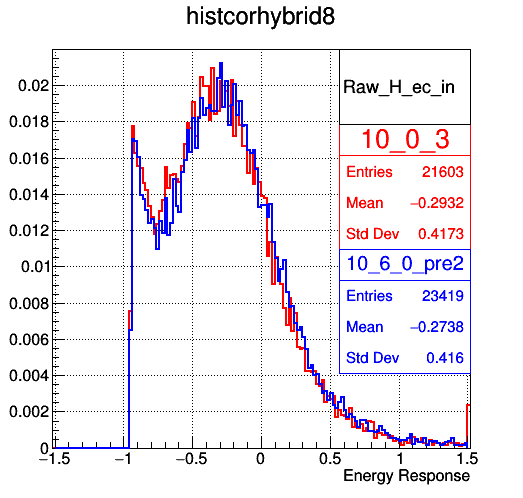 histcorhybrid8
Raw_H_ec_in
10_0_3
Entries 21603
Mean −0.2932
Std Dev 0.4173
10_6_0_pre2
Entries 23419
Mean −0.2738
Std Dev 0.416
0.02
0.018
0.016
0.014
0.012
0.01
0.008
0.006
0.004
0.002
0
−1.5 −1 −0.5 0 0.5 1 1.5
Energy Response